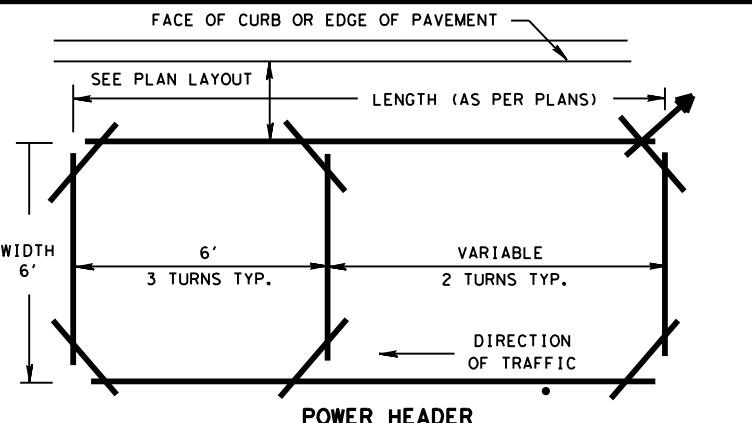 FACE OF CURB OR EDGE OF PAVEMENT
SEE PLAN LAYOUT
LENGTH (AS PER PLANS)
WIDTH
6'
6'
3 TURNS TYP.
VARIABLE
2 TURNS TYP.
DIRECTION
OF TRAFFIC
POWER HEADER